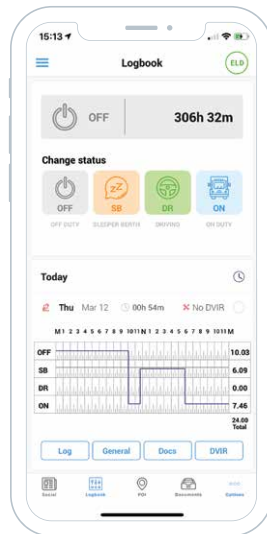 15:13
Logbook
ELD
OFF
306h 32m
Change status
OFF
SB
DR
ON
OFF DUTY
SLEEPER BERTH
DRIVING
ON DUTY
Today
Thu Mar 12
00h 54m
No DVIR
M 1 2 3 4 5 6 7 8 9 10 11 N 1 2 3 4 5 6 7 8 9 10 11 M
OFF 10.03
SB 6.09
DR 0.00
ON 7.46
24.00
Total
Log
General
Docs
DVIR
Social
Logbook
POI
Documents
Options